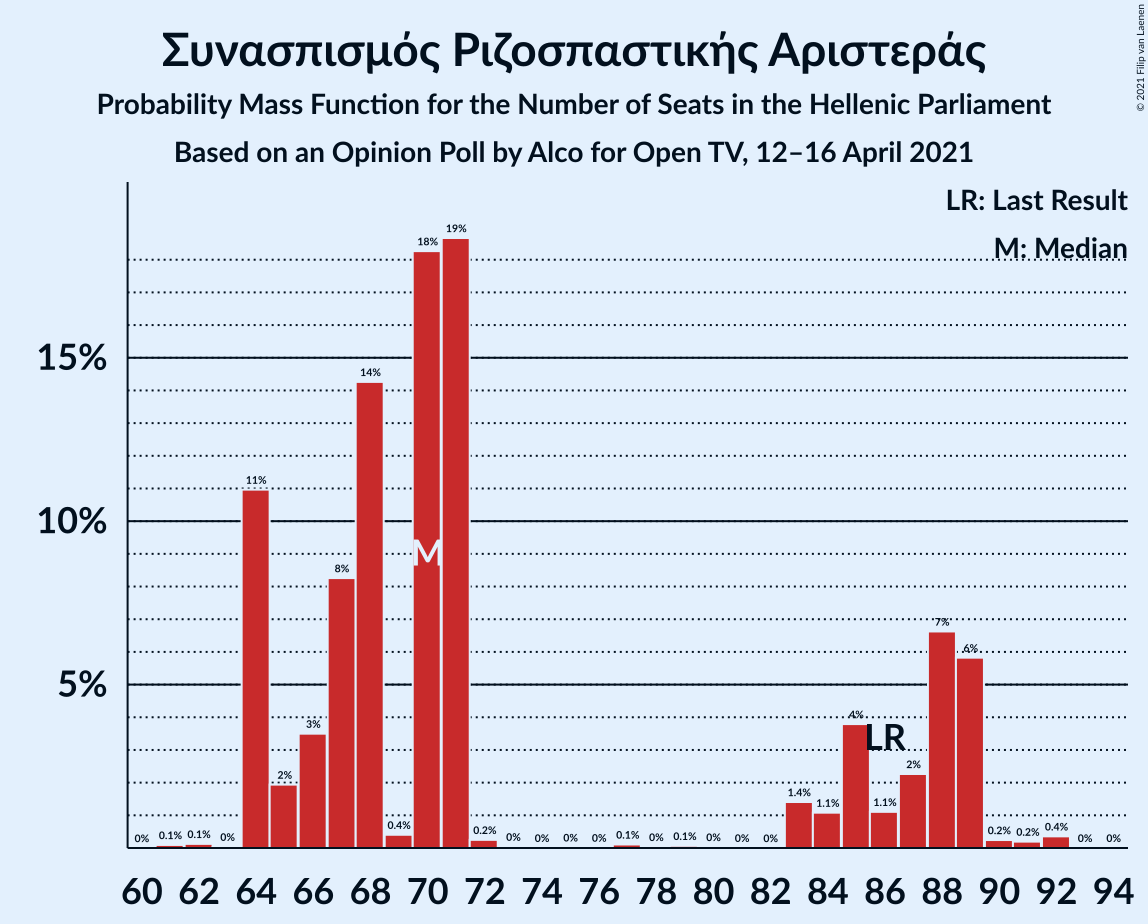 Συνασπισμός Ριζοσπαστικής Αριστεράς
Probability Mass Function for the Number of Seats in the Hellenic Parliament
Based on an Opinion Poll by Alco for Open TV, 12–16 April 2021
© 2021 Filip van Laenen
LR: Last Result
M: Median
15%
10%
5%
0% 0.1% 0.1% 0% 11% 2% 3% 8% 14% 0.4% 18% 19% 0.2% 0% 0% 0% 0% 0.1% 0% 0.1% 0% 0% 0% 1.4% 1.1% 4% 1.1% 2% 7% 6% 0.2% 0.2% 0.4% 0% 0%
M
LR
60 62 64 66 68 70 72 74 76 78 80 82 84 86 88 90 92 94